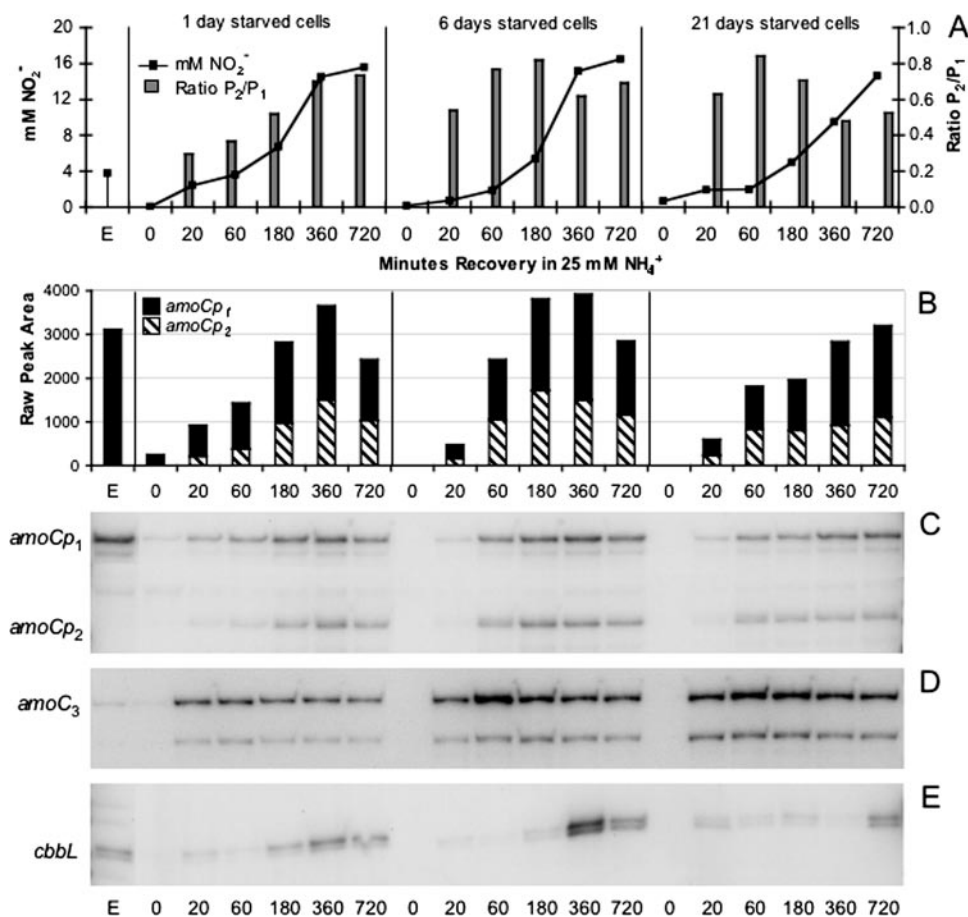 1 day starved cells 6 days starved cells 21 days starved cells A
20 16 12 8 4 0
mM NO₂⁻
mM NO₂⁻
Ratio P₂/P₁
1.0 0.8 0.6 0.4 0.2 0.0
Ratio P₂/P₁
E 0 20 60 180 360 720 0 20 60 180 360 720 0 20 60 180 360 720
Minutes Recovery in 25 mM NH₄⁺
4000 3000 2000 1000 0
Raw Peak Area
amoCp₁
amoCp₂
B
E 0 20 60 180 360 720 0 20 60 180 360 720 0 20 60 180 360 720
amoCp₁ C
amoCp₂
amoC₃ D
E
cbbL
E 0 20 60 180 360 720 0 20 60 180 360 720 0 20 60 180 360 720